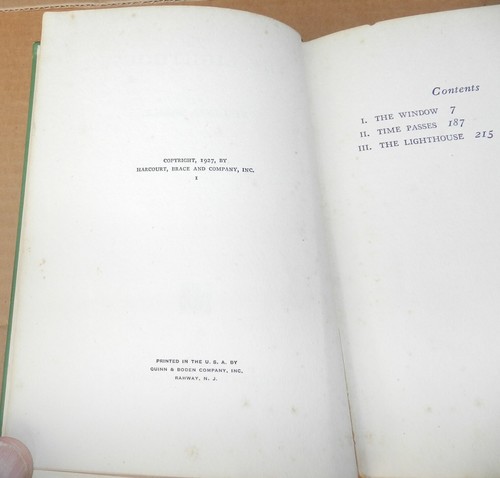 COPYRIGHT, 1927, BY
HARCOURT, BRACE AND COMPANY, INC.
I
PRINTED IN THE U. S. A. BY
QUINN & BODEN COMPANY, INC.
RAHWAY, N. J.
Contents
I. THE WINDOW 7
II. TIME PASSES 187
III. THE LIGHTHOUSE 215